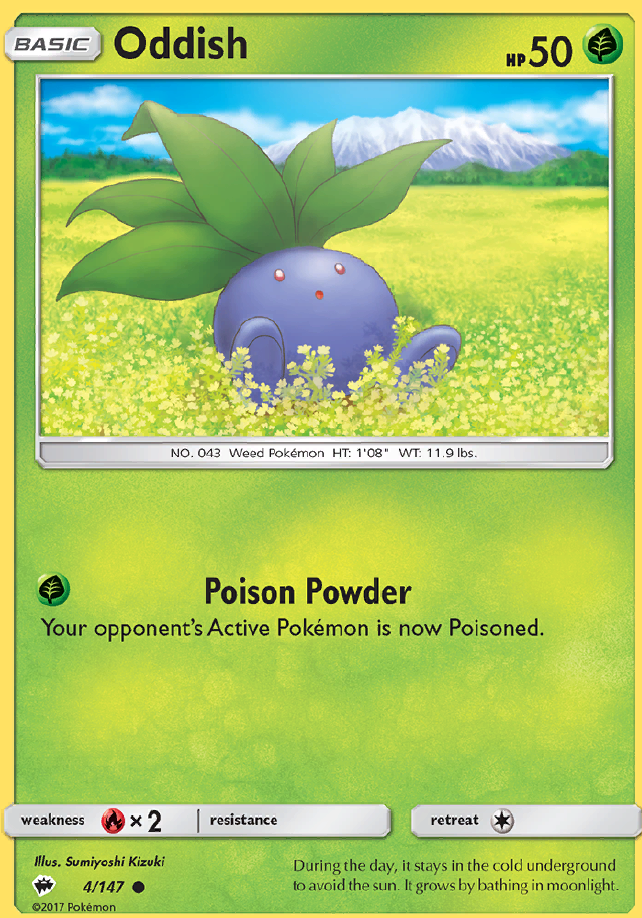 BASIC Oddish HP 50
NO. 043 Weed Pokémon HT: 1'08" WT: 11.9 lbs.
Poison Powder
Your opponent's Active Pokémon is now Poisoned.
weakness × 2 resistance retreat
Illus. Sumiyoshi Kizuki
4/147
©2017 Pokémon
During the day, it stays in the cold underground
to avoid the sun. It grows by bathing in moonlight.